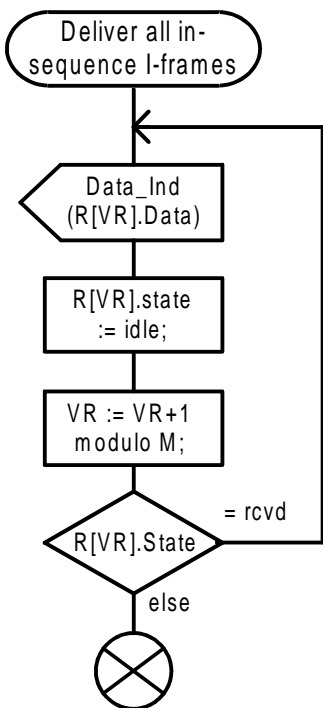 Deliver all in-
sequence I-frames
Data_Ind
(R[VR].Data)
R[VR].state
:= idle;
VR := VR+1
modulo M;
= rcvd
R[VR].State
else